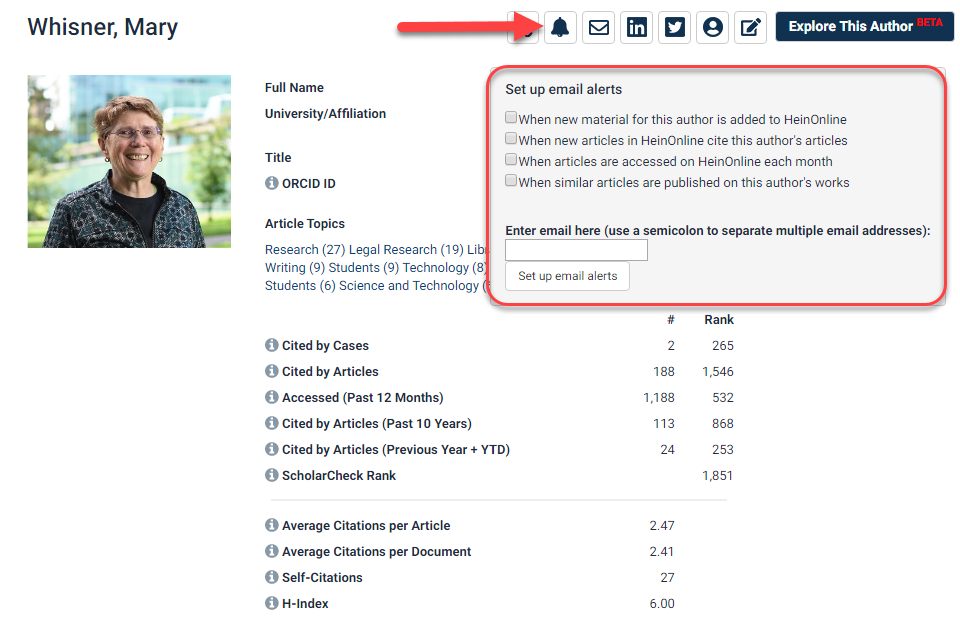 Whisner, Mary
Explore This Author BETA
Full Name
University/Affiliation
Title
ORCID ID
Article Topics
Research (27) Legal Research (19)
Writing (9) Students (9) Technology (8)
Students (6) Science and Technology
Set up email alerts
When new material for this author is added to HeinOnline
When new articles in HeinOnline cite this author's articles
When articles are accessed on HeinOnline each month
When similar articles are published on this author's works
Enter email here (use a semicolon to separate multiple email addresses):
Set up email alerts
# Rank
Cited by Cases 2 265
Cited by Articles 188 1,546
Accessed (Past 12 Months) 1,188 532
Cited by Articles (Past 10 Years) 113 868
Cited by Articles (Previous Year + YTD) 24 253
ScholarCheck Rank 1,851
Average Citations per Article 2.47
Average Citations per Document 2.41
Self-Citations 27
H-Index 6.00